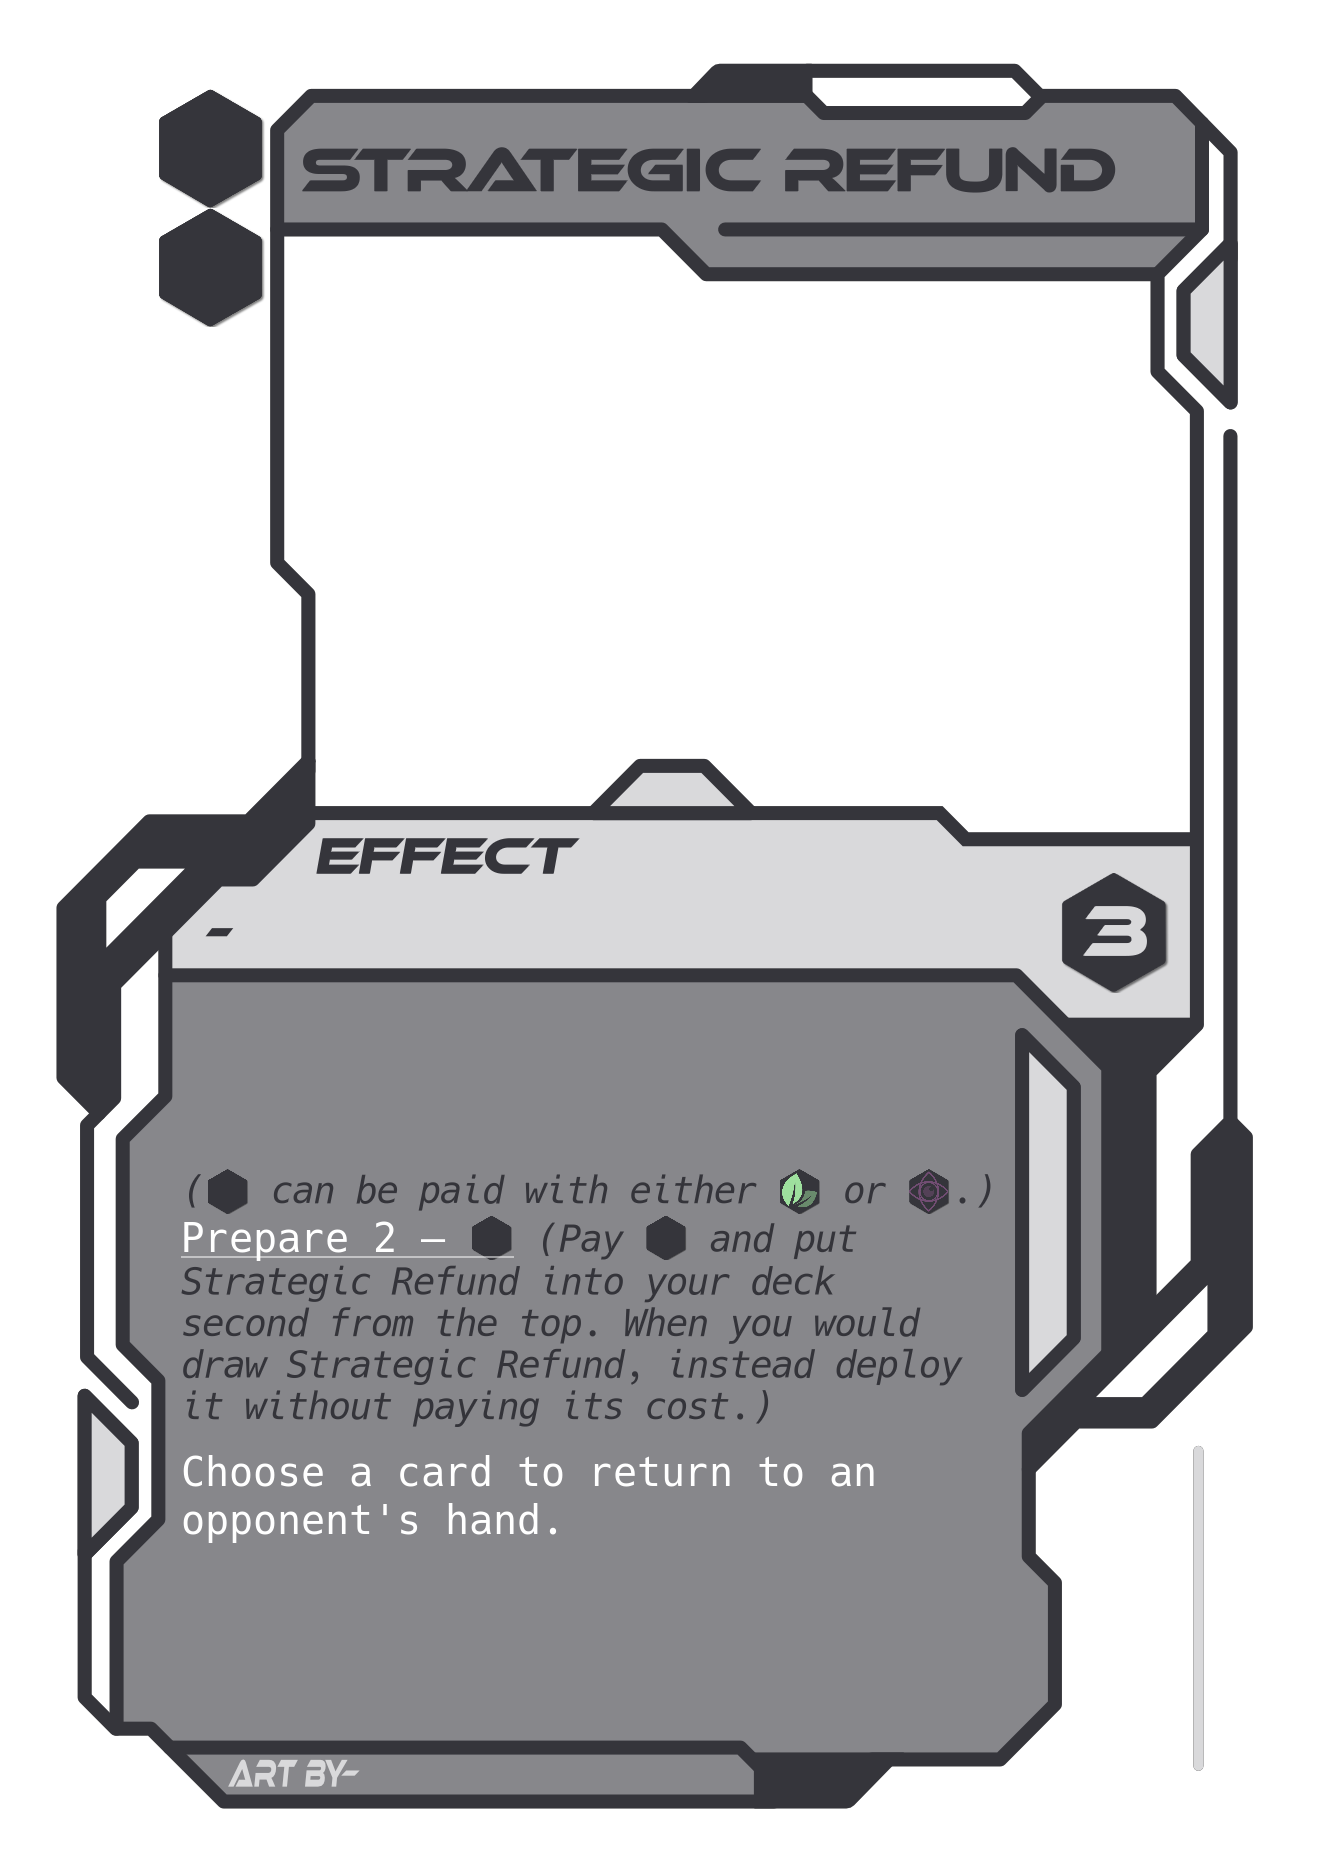 STRATEGIC REFUND
EFFECT
-
3
( can be paid with either or .)
Prepare 2 – (Pay and put
Strategic Refund into your deck
second from the top. When you would
draw Strategic Refund, instead deploy
it without paying its cost.)
Choose a card to return to an
opponent's hand.
ART BY-